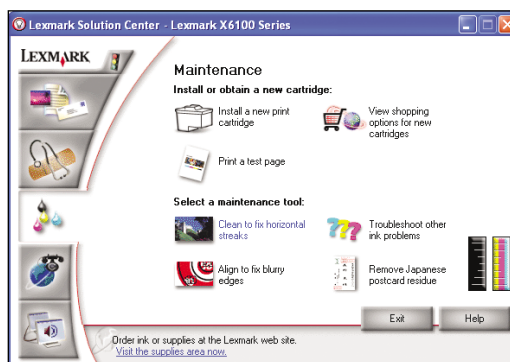 Lexmark Solution Center - Lexmark X6100 Series
LEXMARK
Maintenance
Install or obtain a new cartridge:
Install a new print
cartridge
View shopping
options for new
cartridges
Print a test page
Select a maintenance tool:
Clean to fix horizontal
streaks
Troubleshoot other
ink problems
Align to fix blurry
edges
Remove Japanese
postcard residue
Exit
Help
Order ink or supplies at the Lexmark web site.
Visit the supplies area now.